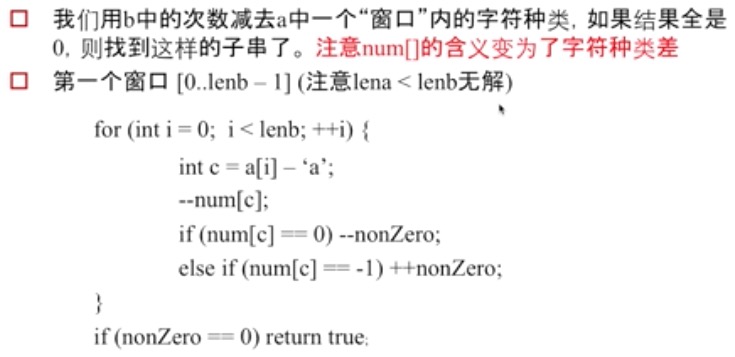 我们用b中的次数减去a中一个“窗口”内的字符种类, 如果结果全是
0, 则找到这样的子串了。注意num[]的含义变为了字符种类差
第一个窗口 [0..lenb – 1] (注意lena < lenb无解)
for (int i = 0; i < lenb; ++i) {
int c = a[i] – ‘a’;
--num[c];
if (num[c] == 0) --nonZero;
else if (num[c] == -1) ++nonZero;
}
if (nonZero == 0) return true;